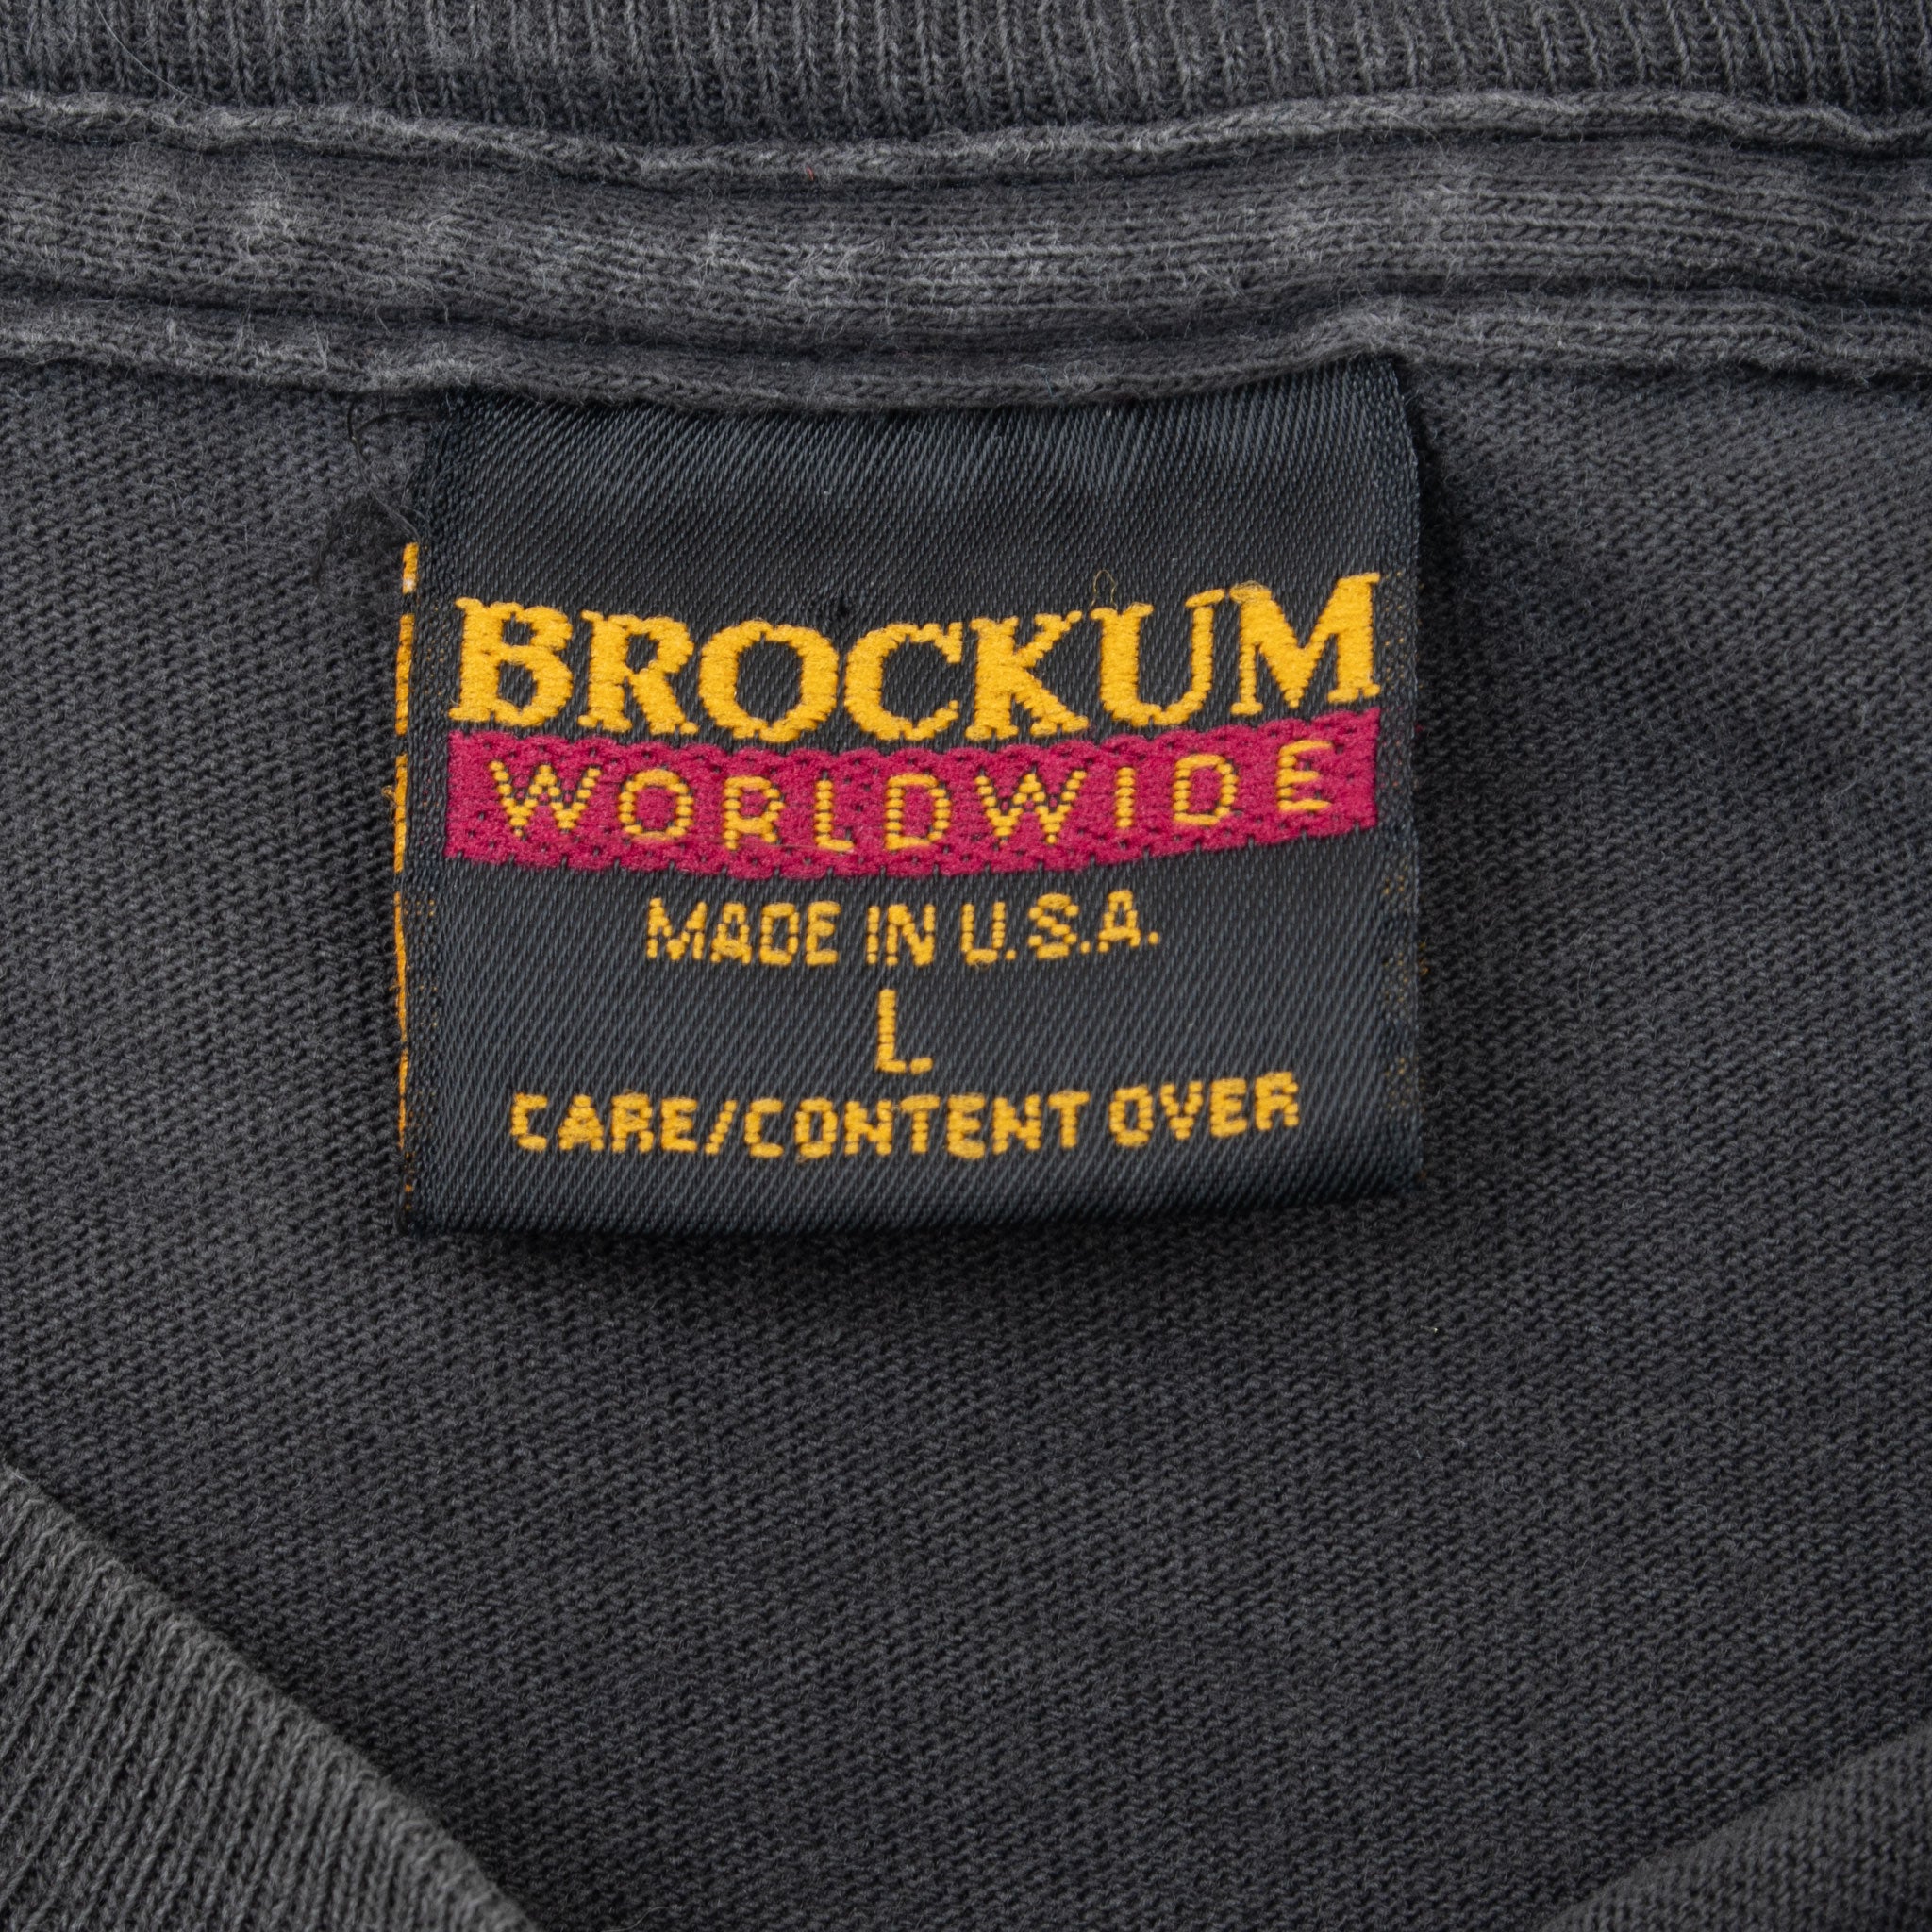 BROCKUM
WORLDWIDE
MADE IN U.S.A.
L
CARE/CONTENT OVER